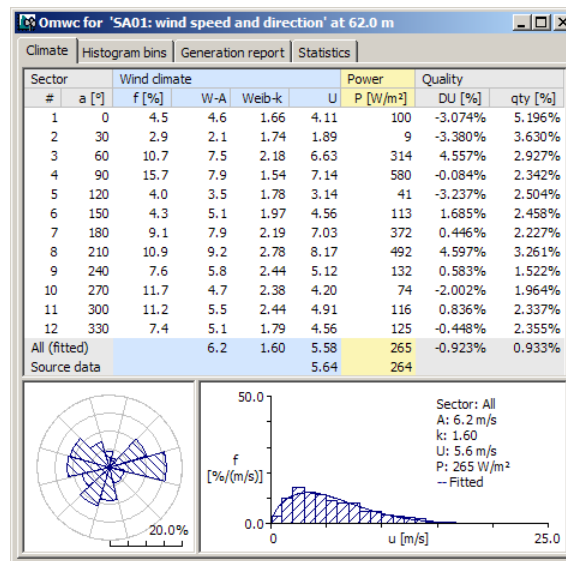 Omwc for 'SA01: wind speed and direction' at 62.0 m
Climate Histogram bins Generation report Statistics
Sector Wind climate Power Quality
# a [°] f [%] W-A Weib-k U P [W/m²] DU [%] qty [%]
1 0 4.5 4.6 1.66 4.11 100 -3.074% 5.196%
2 30 2.9 2.1 1.74 1.89 9 -3.380% 3.630%
3 60 10.7 7.5 2.18 6.63 314 4.557% 2.927%
4 90 15.7 7.9 1.54 7.14 580 -0.084% 2.342%
5 120 4.0 3.5 1.78 3.14 41 -3.237% 2.504%
6 150 4.3 5.1 1.97 4.56 113 1.685% 2.458%
7 180 9.1 7.9 2.19 7.03 372 0.446% 2.227%
8 210 10.9 9.2 2.78 8.17 492 4.597% 3.261%
9 240 7.6 5.8 2.44 5.12 132 0.583% 1.522%
10 270 11.7 4.7 2.38 4.20 74 -2.002% 1.964%
11 300 11.2 5.5 2.44 4.91 116 0.836% 2.337%
12 330 7.4 5.1 1.79 4.56 125 -0.448% 2.355%
All (fitted) 6.2 1.60 5.58 265 -0.923% 0.933%
Source data 5.64 264
20.0%
50.0
f
[%/(m/s)]
0.0
0 u [m/s] 25.0
Sector: All
A: 6.2 m/s
k: 1.60
U: 5.6 m/s
P: 265 W/m²
-- Fitted